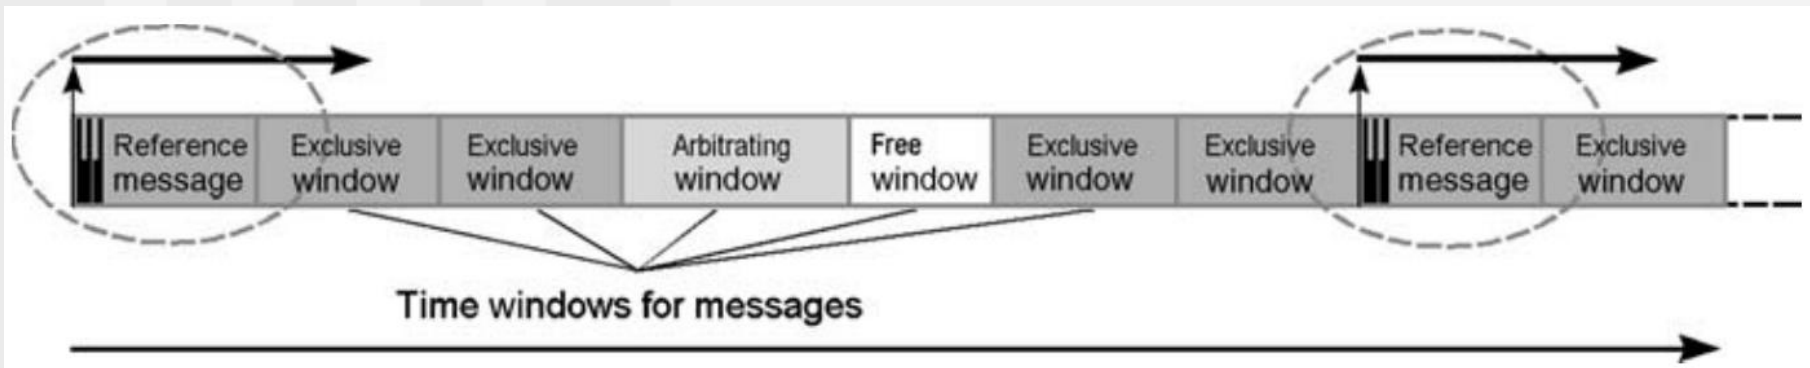 Reference
message
Exclusive
window
Exclusive
window
Arbitrating
window
Free
window
Exclusive
window
Exclusive
window
Reference
message
Exclusive
window
Time windows for messages